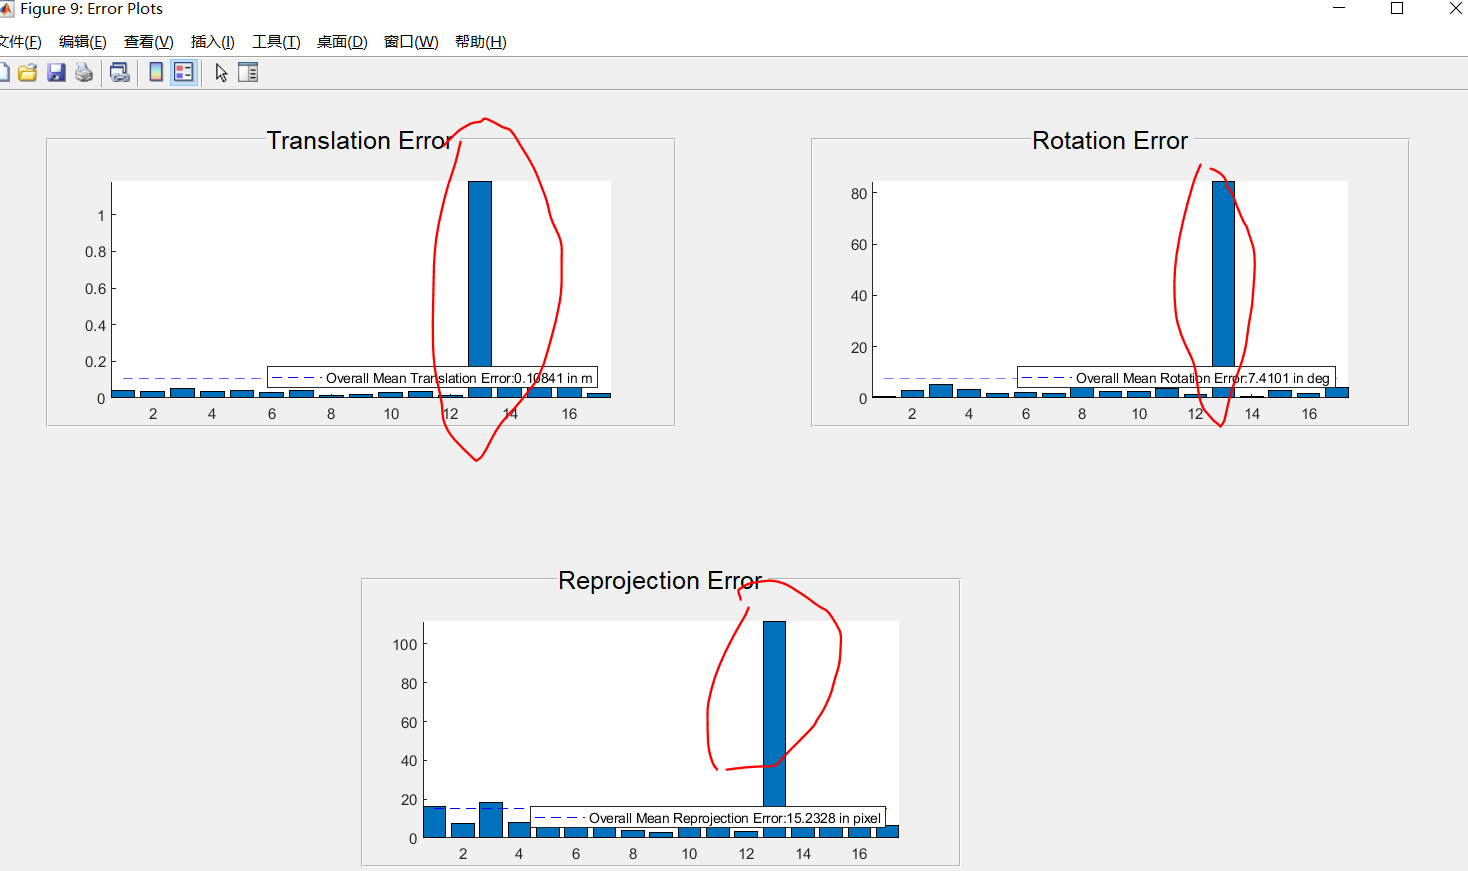 Figure 9: Error Plots
文件(F) 编辑(E) 查看(V) 插入(I) 工具(T) 桌面(D) 窗口(W) 帮助(H)
Translation Error
1
0.8
0.6
0.4
0.2
0
2 4 6 8 10 12 14 16
Overall Mean Translation Error:0.10841 in m
Rotation Error
80
60
40
20
0
2 4 6 8 10 12 14 16
Overall Mean Rotation Error:7.4101 in deg
Reprojection Error
100
80
60
40
20
0
2 4 6 8 10 12 14 16
Overall Mean Reprojection Error:15.2328 in pixel